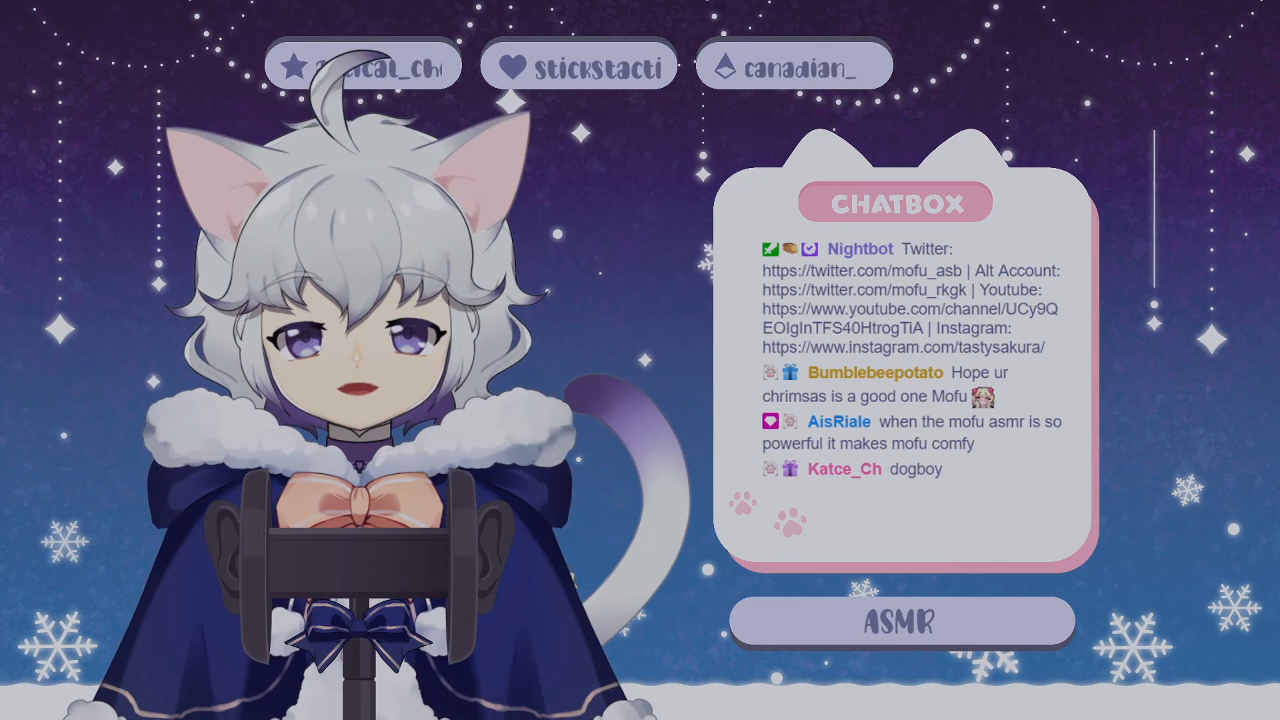 stickstacti
canadian_
CHATBOX
Nightbot Twitter:
https://twitter.com/mofu_asb | Alt Account:
https://twitter.com/mofu_rkgk | Youtube:
https://www.youtube.com/channel/UCy9Q
EOIgInTFS40HtrogTiA | Instagram:
https://www.instagram.com/tastysakura/
Bumblebeepotato Hope ur
chrimsas is a good one Mofu
AisRiale when the mofu asmr is so
powerful it makes mofu comfy
Katce_Ch dogboy
ASMR